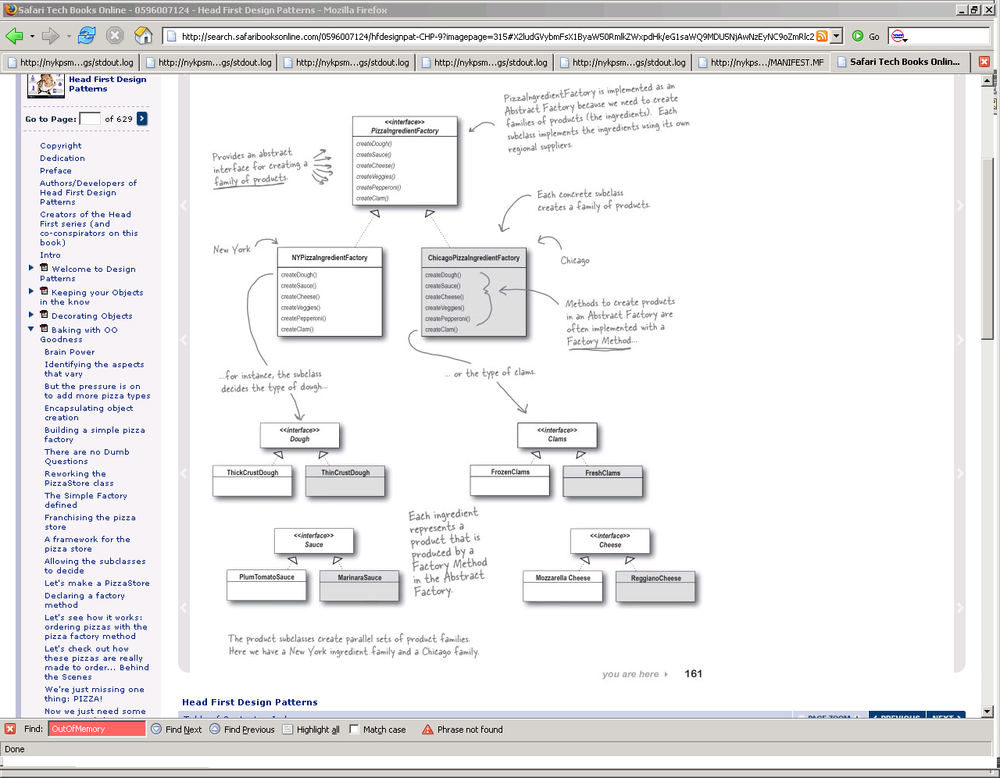 Safari Tech Books Online - 0596007124 - Head First Design Patterns - Mozilla Firefox
http://search.safaribooksonline.com/0596007124/hfdesignpat-CHP-9?imagepage=315#X2ludGVybmFsX1ByaW50RmlkZWxpdHk/eG1saWQ9MDU5NjAwNzEyNC9oZmRlc2
Go
http://nykpsm...gs/stdout.log
http://nykpsm...gs/stdout.log
http://nykpsm...gs/stdout.log
http://nykpsm...gs/stdout.log
http://nykpsm...gs/stdout.log
http://nykps.../MANIFEST.MF
Safari Tech Books Onlin...
Head First Design
Patterns
Go to Page:
of 629
Copyright
Dedication
Preface
Authors/Developers of
Head First Design
Patterns
Creators of the Head
First series (and
co-conspirators on this
book)
Intro
Welcome to Design
Patterns
Keeping your Objects
in the know
Decorating Objects
Baking with OO
Goodness
Brain Power
Identifying the aspects
that vary
But the pressure is on
to add more pizza types
Encapsulating object
creation
Building a simple pizza
factory
There are no Dumb
Questions
Reworking the
PizzaStore class
The Simple Factory
defined
Franchising the pizza
store
A framework for the
pizza store
Allowing the subclasses
to decide
Let's make a PizzaStore
Declaring a factory
method
Let's see how it works:
ordering pizzas with the
pizza factory method
Let's check out how
these pizzas are really
made to order... Behind
the Scenes
We're just missing one
thing: PIZZA!
Now we just need some
PizzaIngredientFactory is implemented as an
Abstract Factory because we need to create
families of products (the ingredients). Each
subclass implements the ingredients using its own
regional suppliers.
<<interface>>
PizzaIngredientFactory
createDough()
createSauce()
createCheese()
createVeggies()
createPepperoni()
createClam()
Provides an abstract
interface for creating a
family of products.
Each concrete subclass
creates a family of products.
New York
NYPizzaIngredientFactory
createDough()
createSauce()
createCheese()
createVeggies()
createPepperoni()
createClam()
ChicagoPizzaIngredientFactory
createDough()
createSauce()
createCheese()
createVeggies()
createPepperoni()
createClam()
Chicago
Methods to create products
in an Abstract Factory are
often implemented with a
Factory Method...
...for instance, the subclass
decides the type of dough...
... or the type of clams.
<<interface>>
Dough
ThickCrustDough
ThinCrustDough
<<interface>>
Clams
FrozenClams
FreshClams
<<interface>>
Sauce
PlumTomatoSauce
MarinaraSauce
Each ingredient
represents a
product that is
produced by a
Factory Method
in the Abstract
Factory.
<<interface>>
Cheese
Mozzarella Cheese
ReggianoCheese
The product subclasses create parallel sets of product families.
Here we have a New York ingredient family and a Chicago family.
you are here
161
Head First Design Patterns
PAGE ZOOM
PREVIOUS
NEXT
Find:
OutOfMemory
Find Next
Find Previous
Highlight all
Match case
Phrase not found
Done